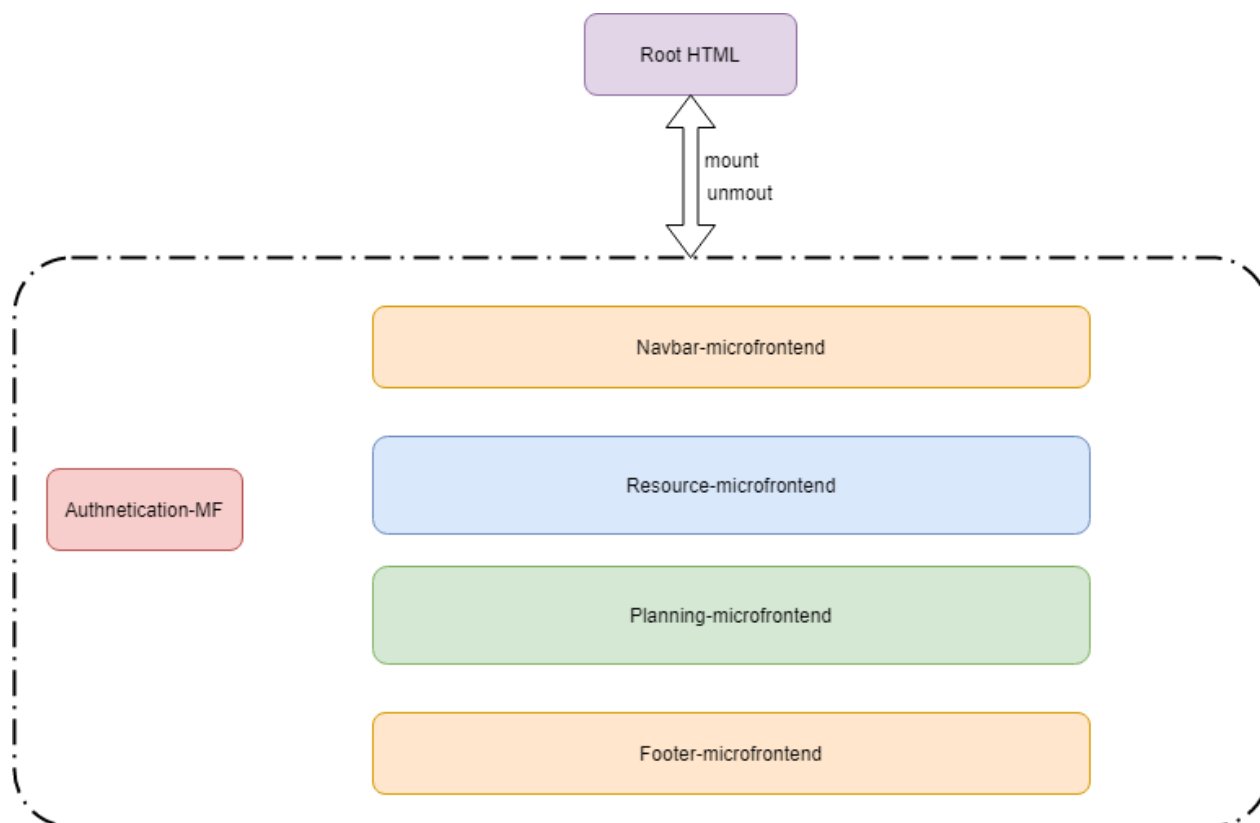 Root HTML
mount
unmout
Navbar-microfrontend
Resource-microfrontend
Authnetication-MF
Planning-microfrontend
Footer-microfrontend